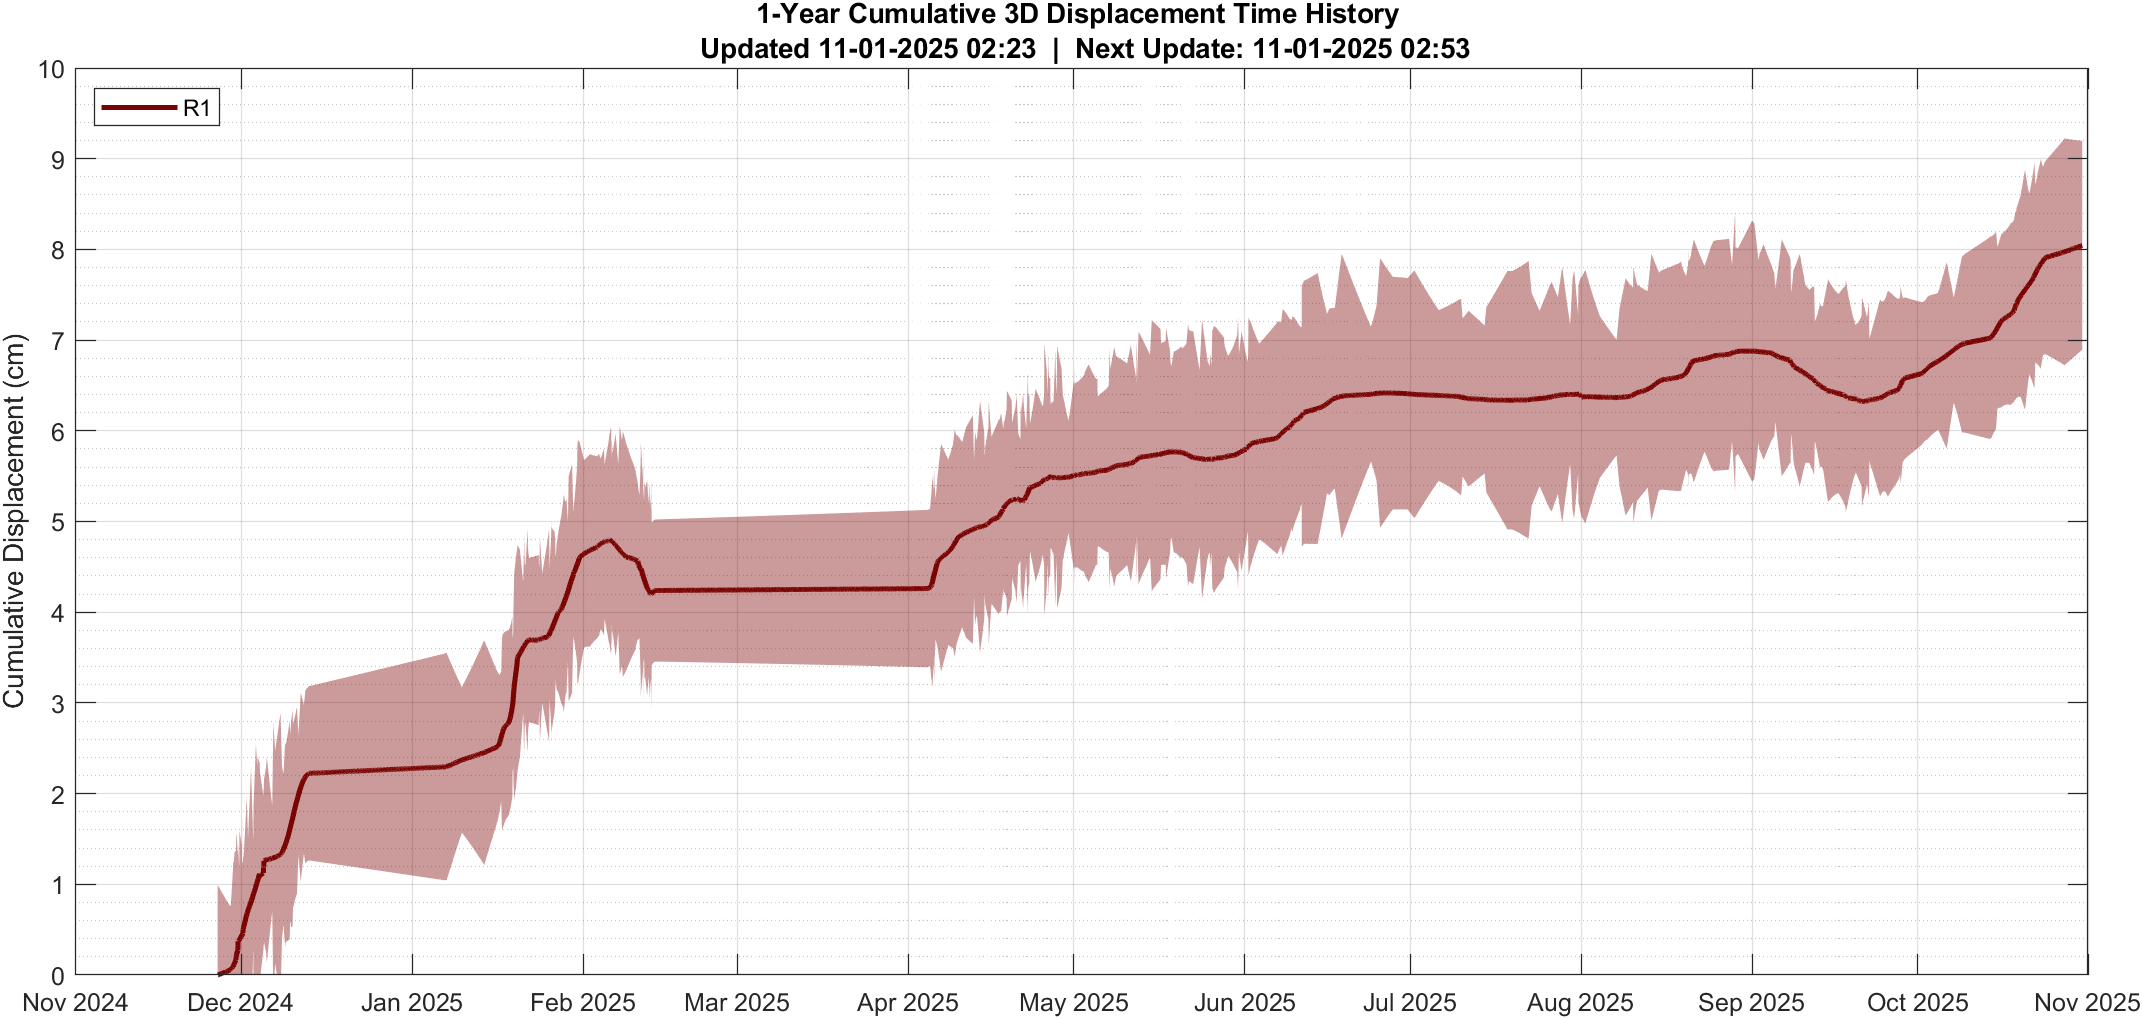 1-Year Cumulative 3D Displacement Time History
Updated 11-01-2025 02:23 | Next Update: 11-01-2025 02:53
R1
Cumulative Displacement (cm)
10
9
8
7
6
5
4
3
2
1
0
Nov 2024 Dec 2024 Jan 2025 Feb 2025 Mar 2025 Apr 2025 May 2025 Jun 2025 Jul 2025 Aug 2025 Sep 2025 Oct 2025 Nov 2025